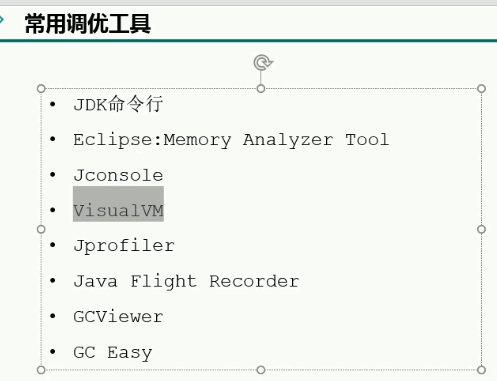 常用调优工具
• JDK命令行
• Eclipse:Memory Analyzer Tool
• Jconsole
• VisualVM
• Jprofiler
• Java Flight Recorder
• GCViewer
• GC Easy